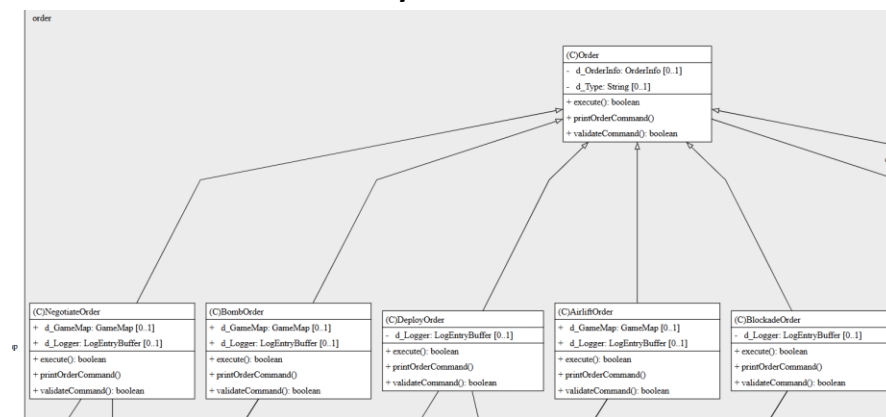 order
(C)Order
- d_OrderInfo: OrderInfo [0..1]
- d_Type: String [0..1]
+ execute(): boolean
+ printOrderCommand()
+ validateCommand(): boolean
(C)NegotiateOrder
+ d_GameMap: GameMap [0..1]
+ d_Logger: LogEntryBuffer [0..1]
+ execute(): boolean
+ printOrderCommand()
+ validateCommand(): boolean
(C)BombOrder
+ d_GameMap: GameMap [0..1]
+ d_Logger: LogEntryBuffer [0..1]
+ execute(): boolean
+ printOrderCommand()
+ validateCommand(): boolean
(C)DeployOrder
- d_Logger: LogEntryBuffer [0..1]
+ execute(): boolean
+ printOrderCommand()
+ validateCommand(): boolean
(C)AirliftOrder
+ d_GameMap: GameMap [0..1]
+ d_Logger: LogEntryBuffer [0..1]
+ execute(): boolean
+ printOrderCommand()
+ validateCommand(): boolean
(C)BlockadeOrder
- d_Logger: LogEntryBuffer [0..1]
+ execute(): boolean
+ printOrderCommand()
+ validateCommand(): boolean